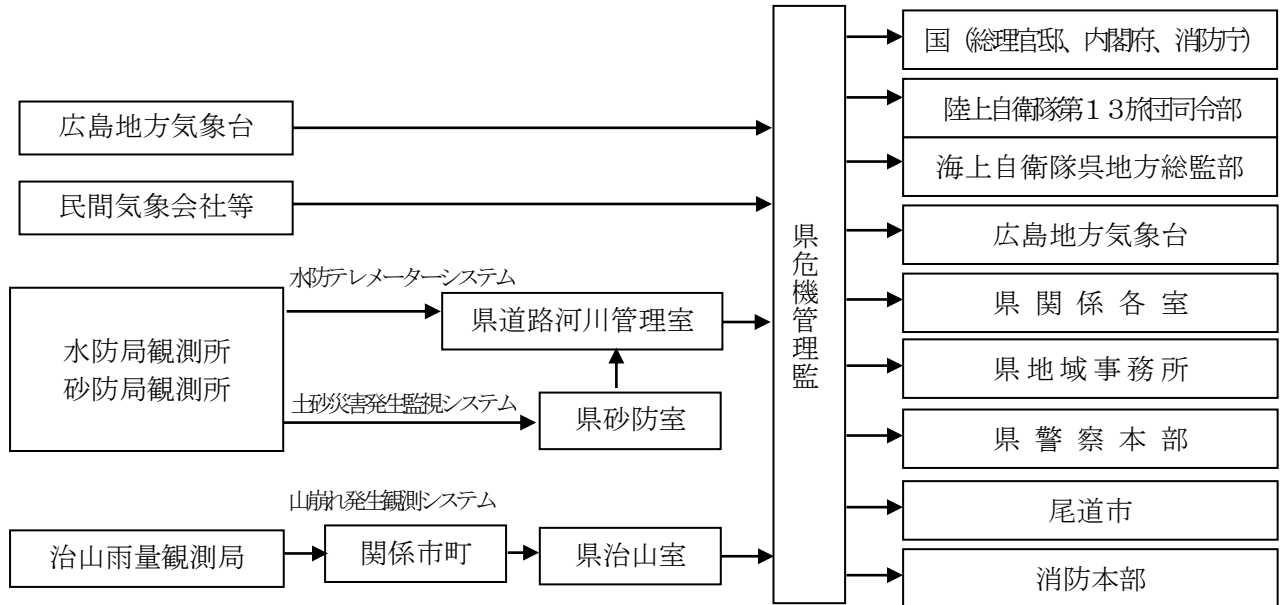 国（総理官邸、内閣府、消防庁）
陸上自衛隊第１３旅団司令部
広島地方気象台
海上自衛隊呉地方総監部
民間気象会社等
広島地方気象台
県危機管理監
水防テレメーターシステム
県関係各室
県道路河川管理室
水防局観測所
砂防局観測所
県地域事務所
土砂災害発生監視システム
県砂防室
県警察本部
山崩れ発生観測システム
尾道市
治山雨量観測局
関係市町
県治山室
消防本部